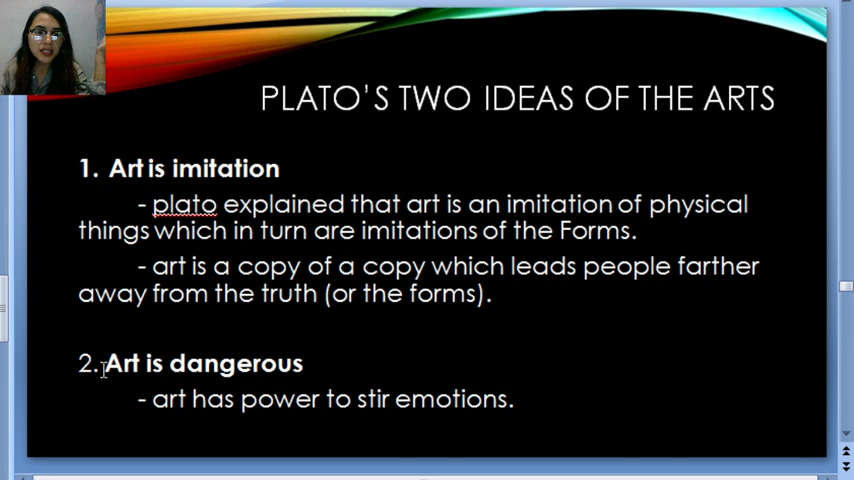 PLATO'S TWO IDEAS OF THE ARTS
1. Art is imitation
- plato explained that art is an imitation of physical
things which in turn are imitations of the Forms.
- art is a copy of a copy which leads people farther
away from the truth (or the forms).
2. Art is dangerous
- art has power to stir emotions.